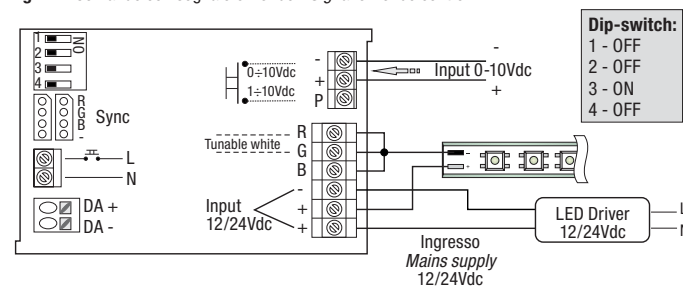 Dip-switch:
1 - OFF
2 - OFF
3 - ON
4 - OFF
1
2
3
4
ON
0÷10Vdc
1÷10Vdc
-
+
P
Input 0-10Vdc
-
+
R
G
B
-
Sync
L
N
DA +
DA -
Tunable white
R
G
B
-
+
+
Input
12/24Vdc
-
+
LED Driver
12/24Vdc
L
N
Ingresso
Mains supply
12/24Vdc